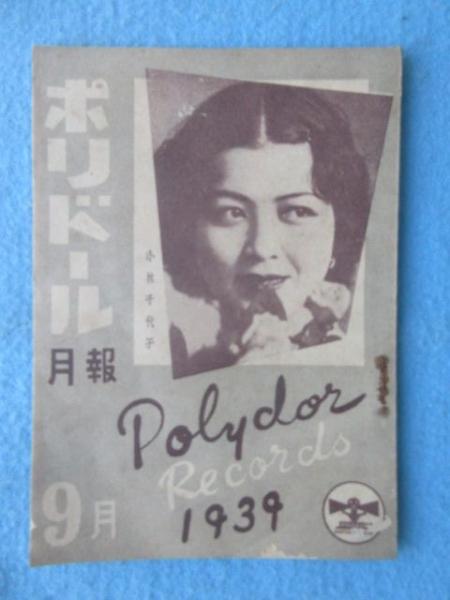 ポリドール
月報
小林千代子
Polydor
Records
1939
9月